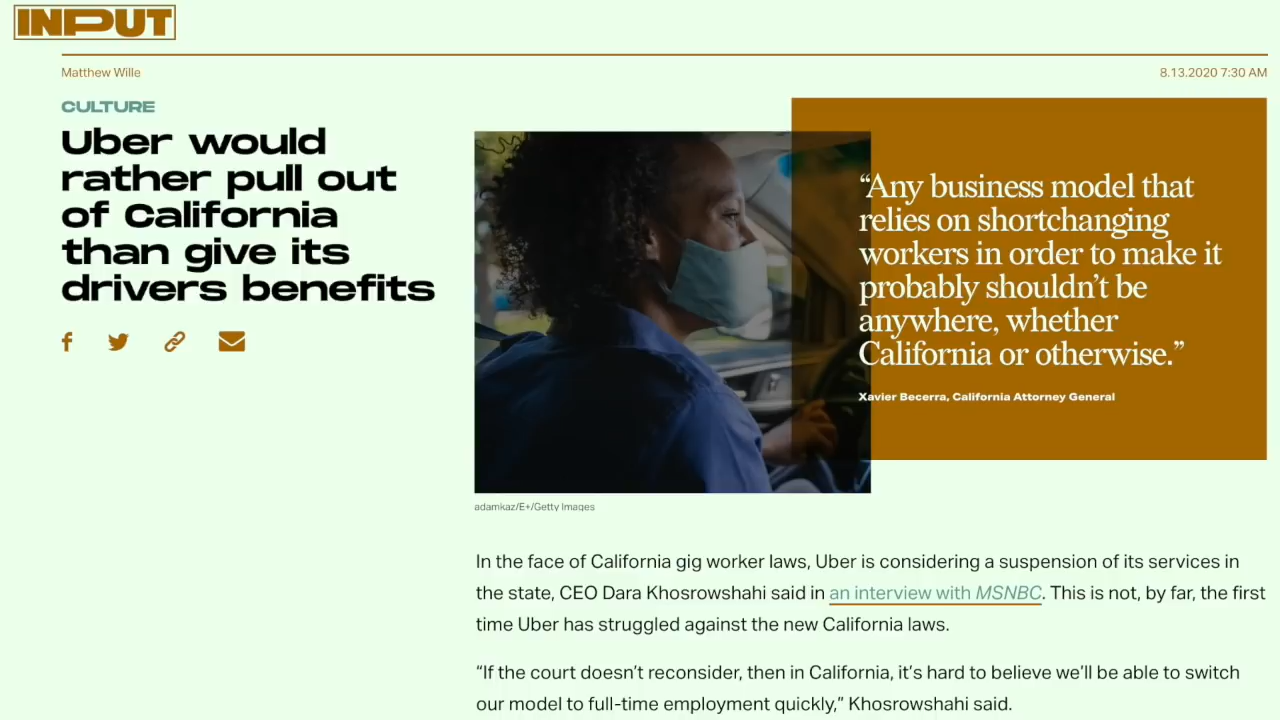 INPUT
Matthew Wille
8.13.2020 7:30 AM
CULTURE
Uber would
rather pull out
of California
than give its
drivers benefits
“Any business model that
relies on shortchanging
workers in order to make it
probably shouldn’t be
anywhere, whether
California or otherwise.”
Xavier Becerra, California Attorney General
adamkaz/E+/Getty Images
In the face of California gig worker laws, Uber is considering a suspension of its services in
the state, CEO Dara Khosrowshahi said in an interview with MSNBC. This is not, by far, the first
time Uber has struggled against the new California laws.
“If the court doesn’t reconsider, then in California, it’s hard to believe we’ll be able to switch
our model to full-time employment quickly,” Khosrowshahi said.